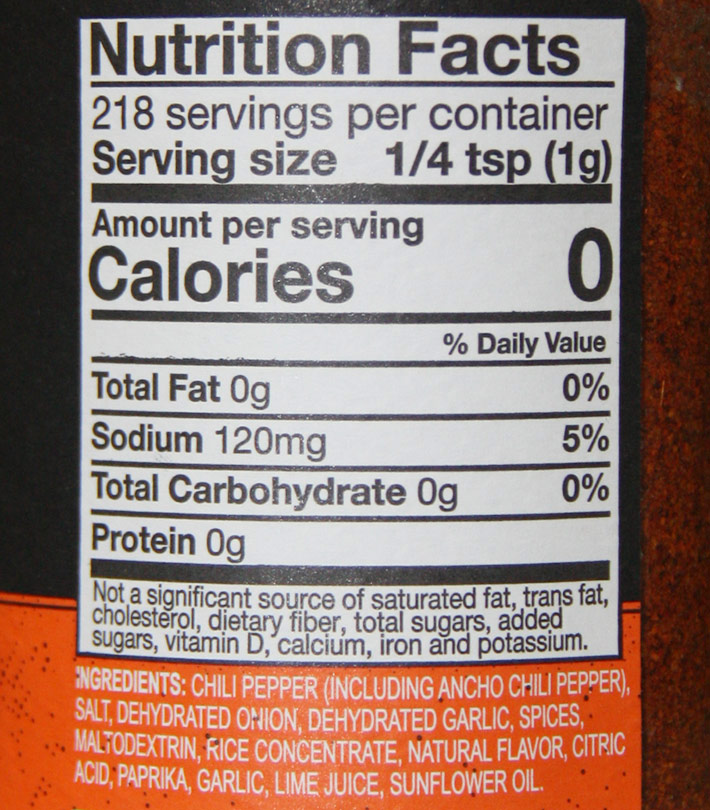 Nutrition Facts
218 servings per container
Serving size 1/4 tsp (1g)
Amount per serving
Calories 0
% Daily Value
Total Fat 0g 0%
Sodium 120mg 5%
Total Carbohydrate 0g 0%
Protein 0g
Not a significant source of saturated fat, trans fat,
cholesterol, dietary fiber, total sugars, added
sugars, vitamin D, calcium, iron and potassium.
INGREDIENTS: CHILI PEPPER (INCLUDING ANCHO CHILI PEPPER),
SALT, DEHYDRATED ONION, DEHYDRATED GARLIC, SPICES,
MALTODEXTRIN, RICE CONCENTRATE, NATURAL FLAVOR, CITRIC
ACID, PAPRIKA, GARLIC, LIME JUICE, SUNFLOWER OIL.